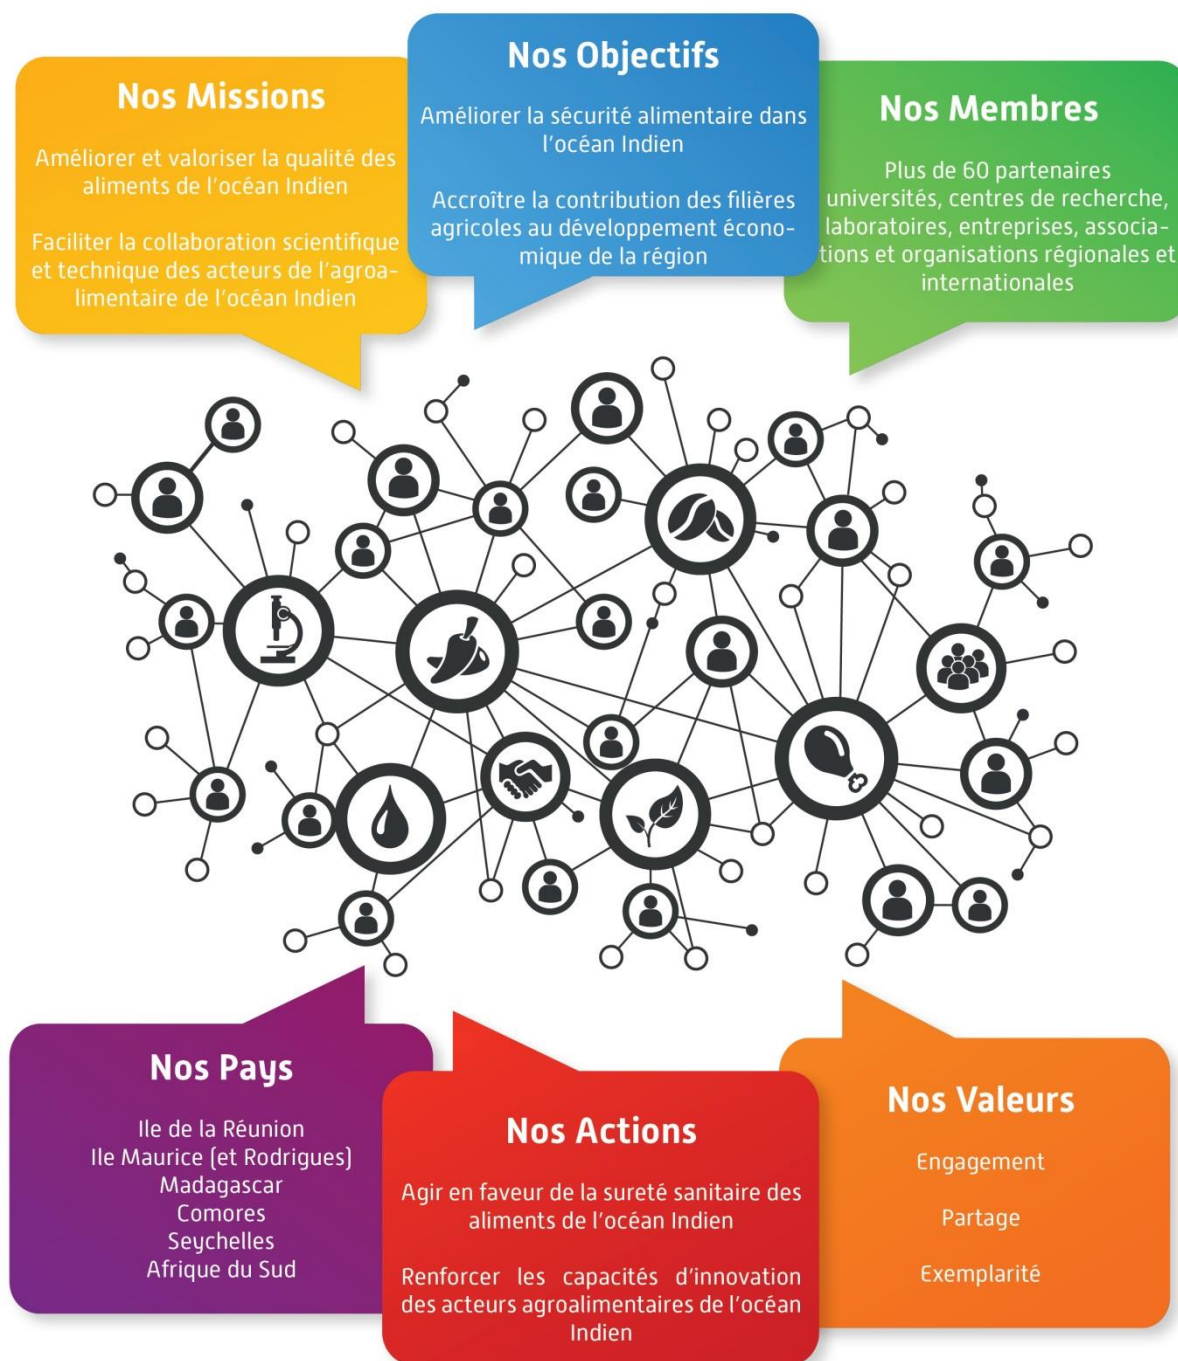 Nos Missions
Améliorer et valoriser la qualité des
aliments de l'océan Indien
Faciliter la collaboration scientifique
et technique des acteurs de l'agroa-
limentaire de l'océan Indien
Nos Objectifs
Améliorer la sécurité alimentaire dans
l'océan Indien
Accroître la contribution des filières
agricoles au développement écono-
mique de la région
Nos Membres
Plus de 60 partenaires
universités, centres de recherche,
laboratoires, entreprises, associa-
tions et organisations régionales et
internationales
Nos Pays
Ile de la Réunion
Ile Maurice (et Rodrigues)
Madagascar
Comores
Seychelles
Afrique du Sud
Nos Actions
Agir en faveur de la sureté sanitaire des
aliments de l'océan Indien
Renforcer les capacités d'innovation
des acteurs agroalimentaires de l'océan
Indien
Nos Valeurs
Engagement
Partage
Exemplarité